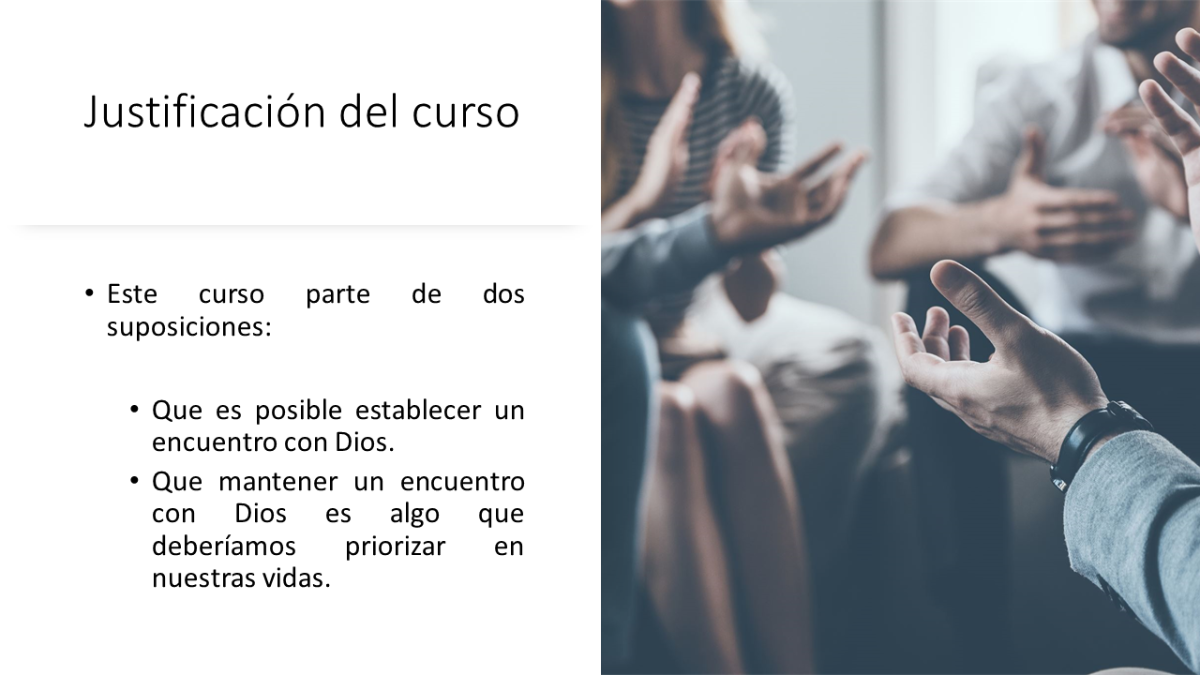 Justificación del curso
• Este curso parte de dos
suposiciones:
• Que es posible establecer un
encuentro con Dios.
• Que mantener un encuentro
con Dios es algo que
deberíamos priorizar en
nuestras vidas.